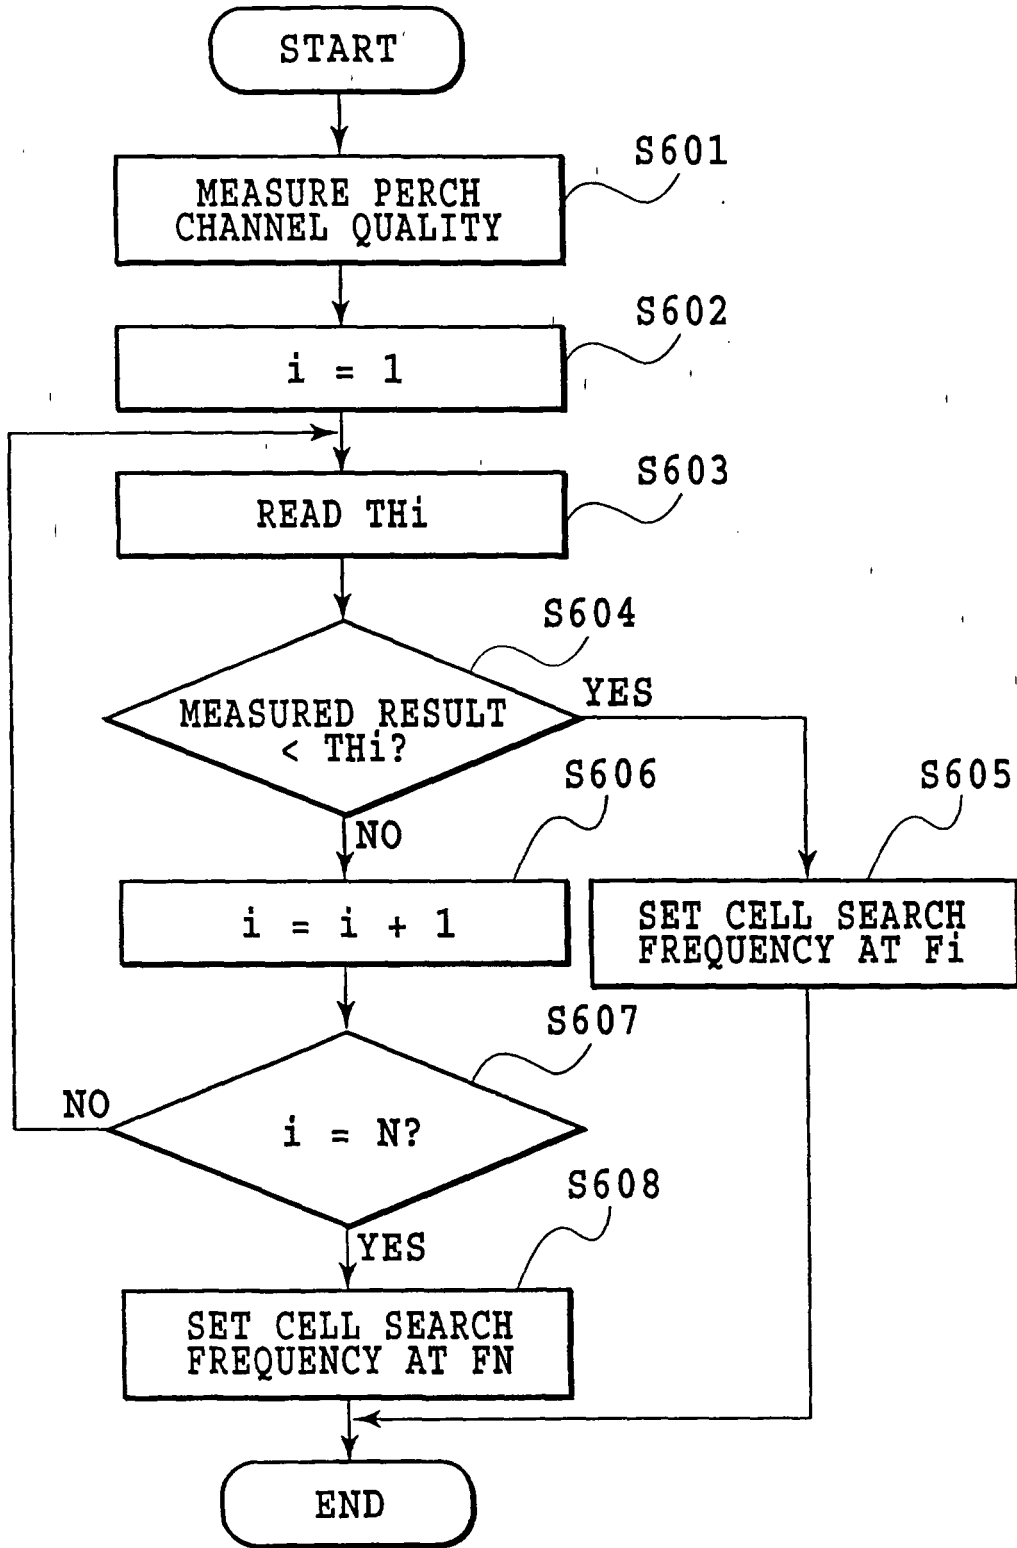 START
S601
MEASURE PERCH
CHANNEL QUALITY
S602
i = 1
S603
READ THi
S604
YES
MEASURED RESULT
< THi?
S606
S605
NO
i = i + 1
SET CELL SEARCH
FREQUENCY AT Fi
S607
NO
i = N?
S608
YES
SET CELL SEARCH
FREQUENCY AT FN
END